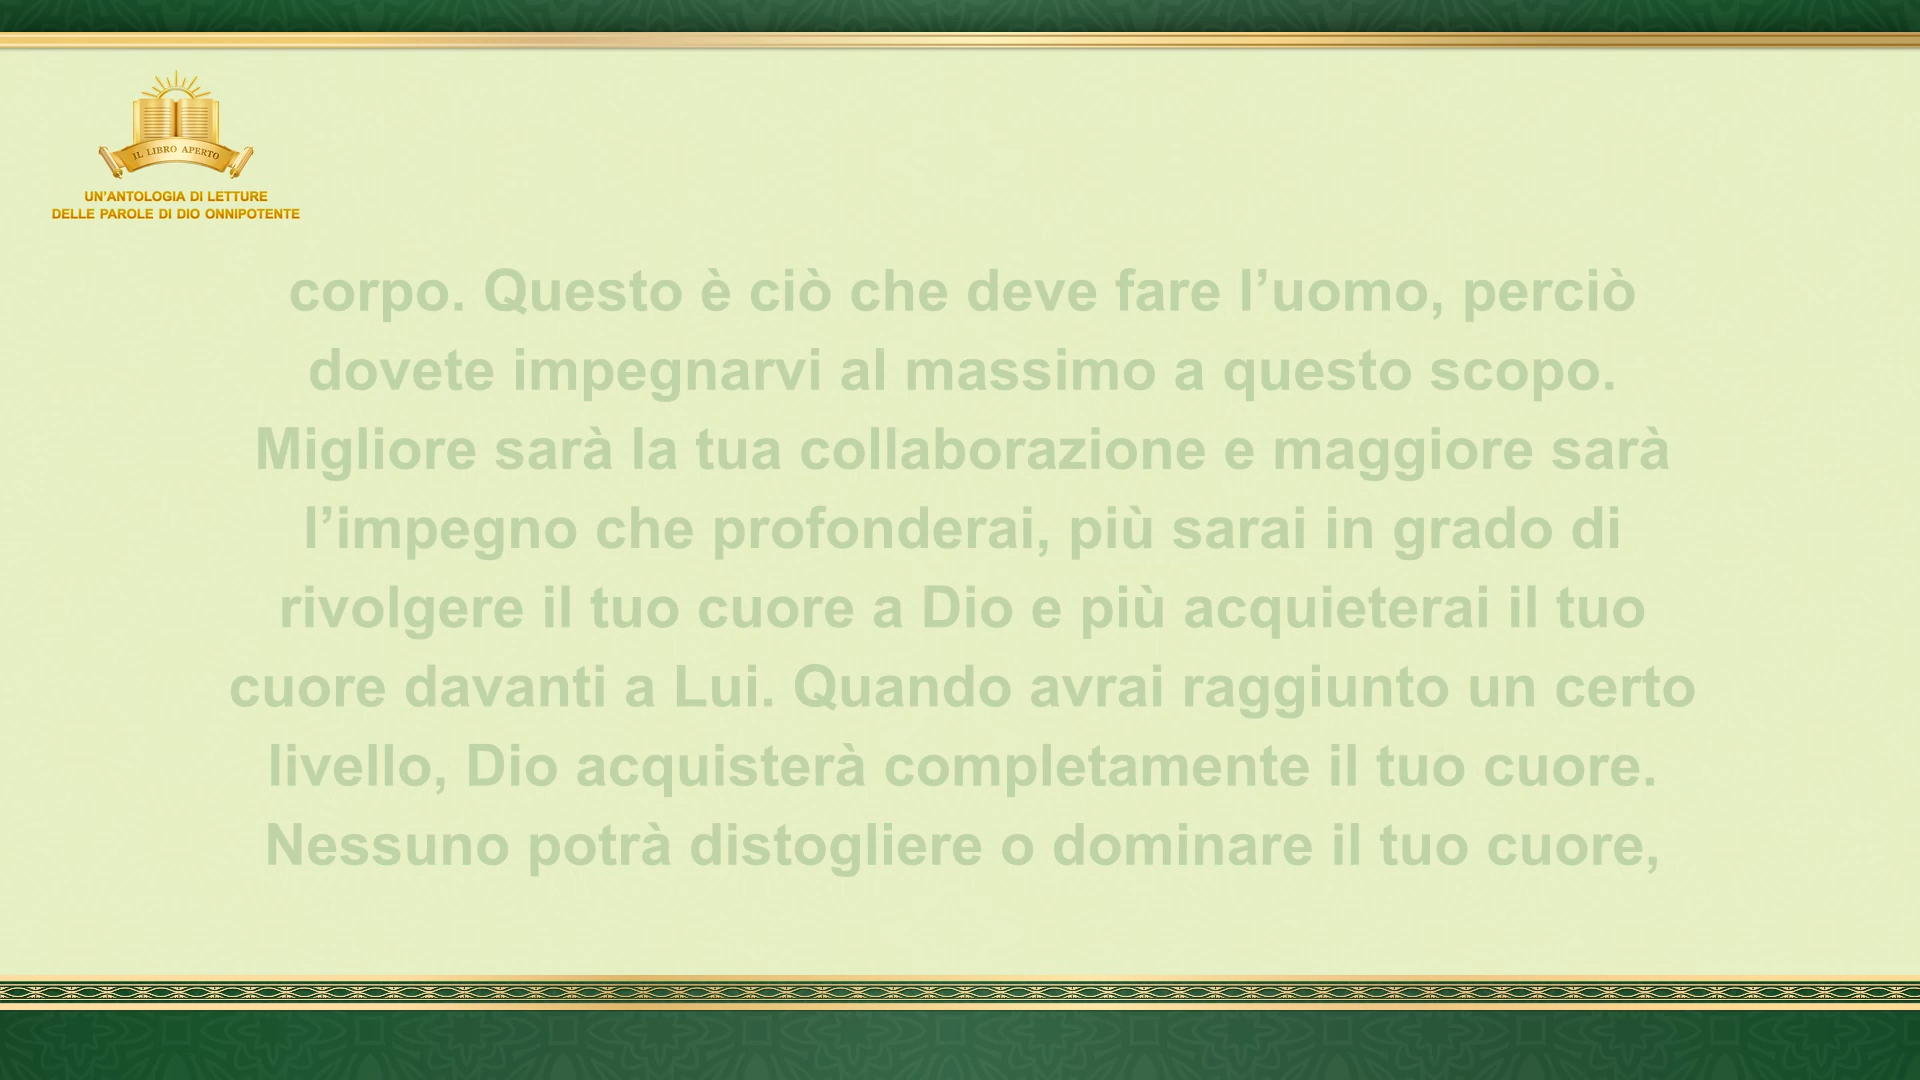 IL LIBRO APERTO
UN’ANTOLOGIA DI LETTURE
DELLE PAROLE DI DIO ONNIPOTENTE
corpo. Questo è ciò che deve fare l’uomo, perciò
dovete impegnarvi al massimo a questo scopo.
Migliore sarà la tua collaborazione e maggiore sarà
l’impegno che profonderai, più sarai in grado di
rivolgere il tuo cuore a Dio e più acquieterai il tuo
cuore davanti a Lui. Quando avrai raggiunto un certo
livello, Dio acquisterà completamente il tuo cuore.
Nessuno potrà distogliere o dominare il tuo cuore,